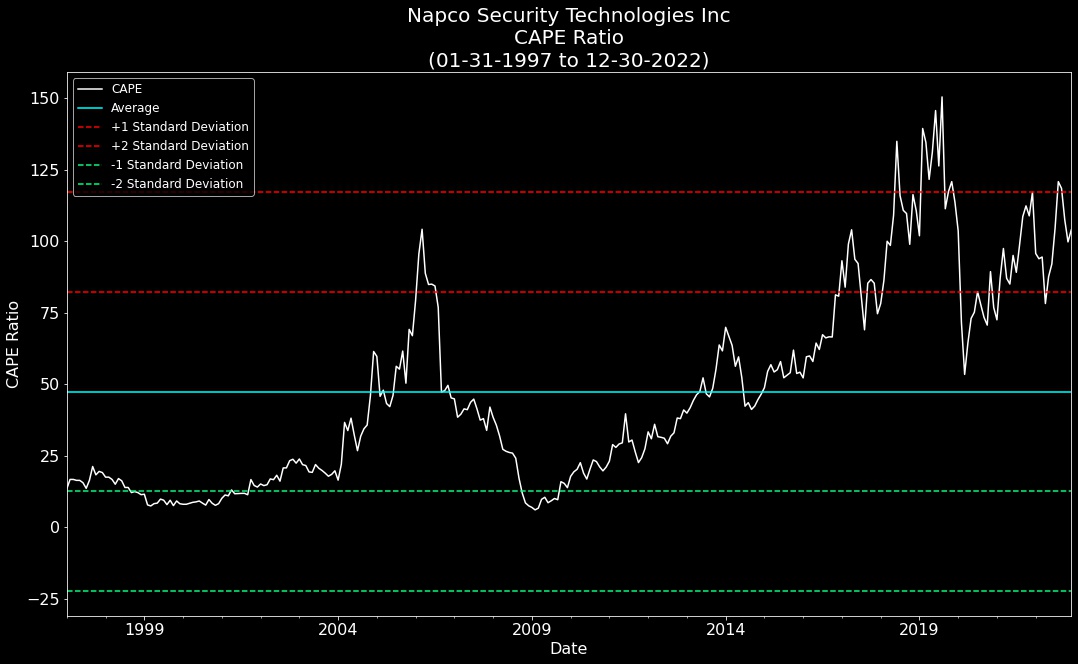 Napco Security Technologies Inc
CAPE Ratio
(01-31-1997 to 12-30-2022)
CAPE
Average
+1 Standard Deviation
+2 Standard Deviation
-1 Standard Deviation
-2 Standard Deviation
CAPE Ratio
150
125
100
75
50
25
0
−25
1999
2004
2009
2014
2019
Date